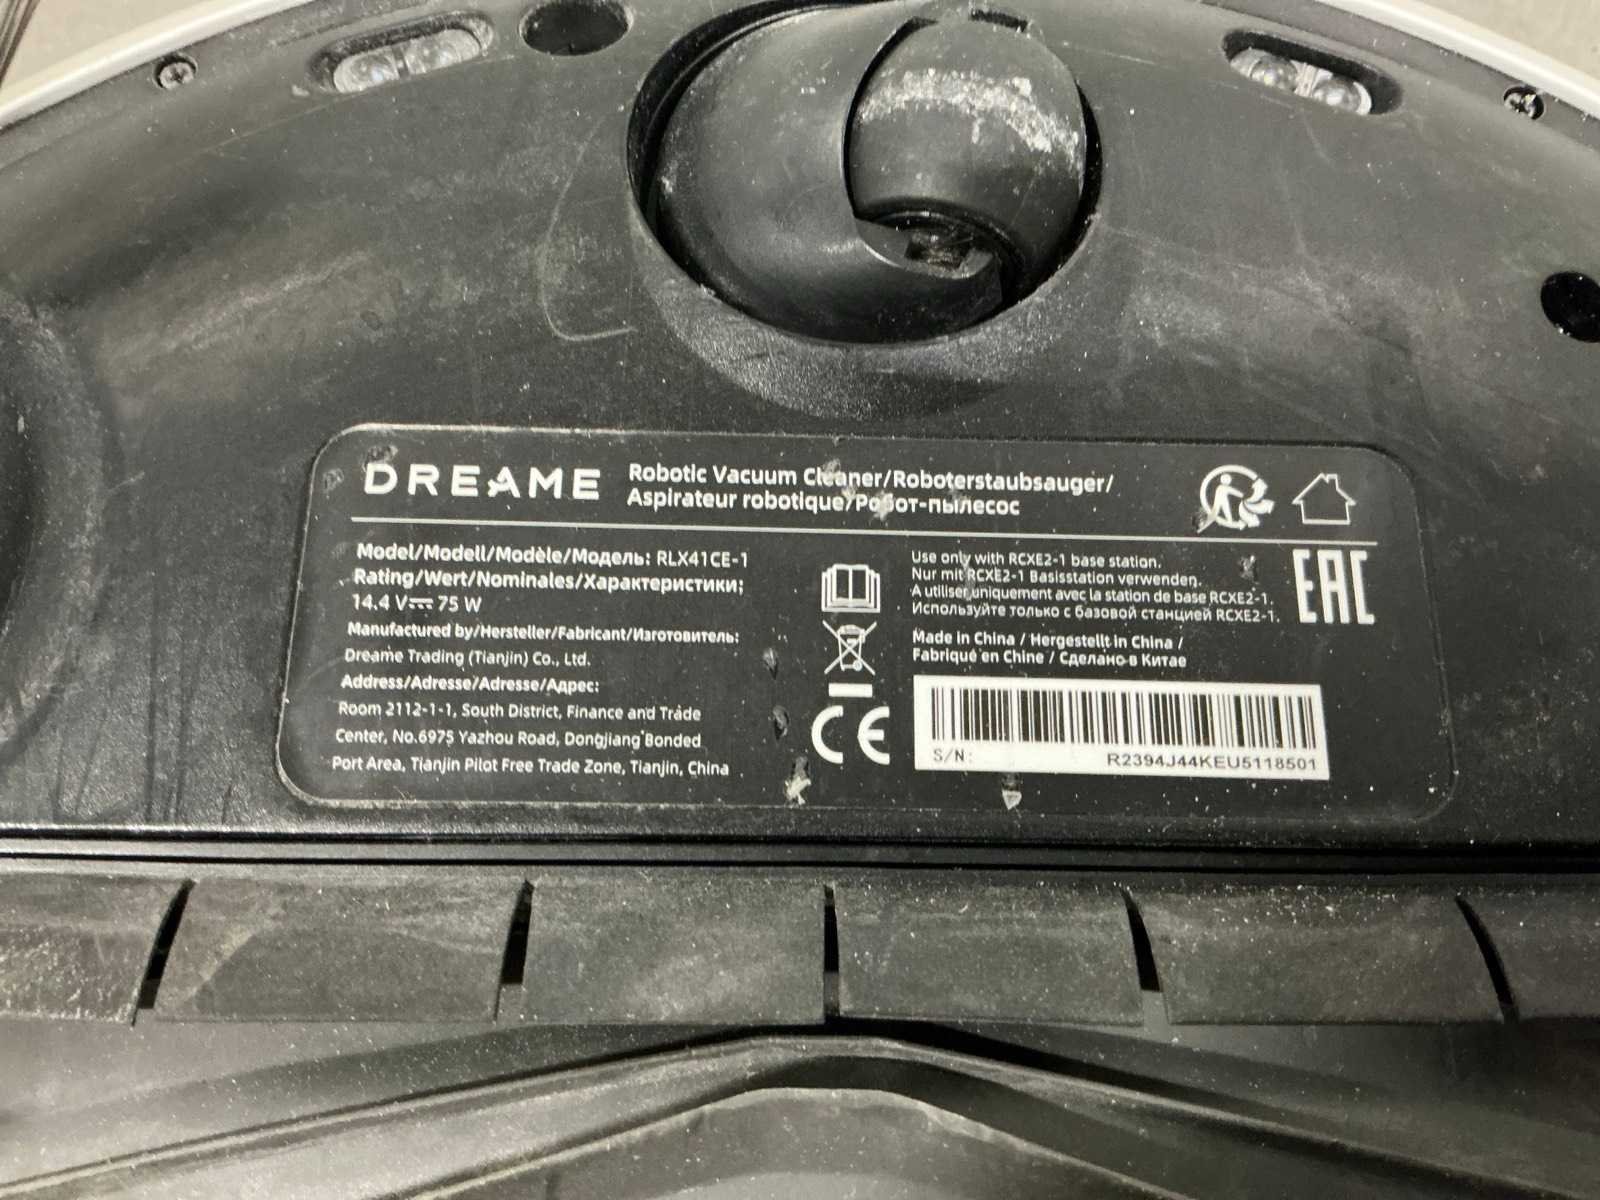 DREAME
Robotic Vacuum Cleaner/Roboterstaubsauger/
Aspirateur robotique/Робот-пылесос
Model/Modell/Modèle/Модель: RLX41CE-1
Rating/Wert/Nominales/Характеристики:
14.4 V⎓ 75 W
Manufactured by/Hersteller/Fabricant/Изготовитель:
Dreame Trading (Tianjin) Co., Ltd.
Address/Adresse/Adresse/Адрес:
Room 2112-1-1, South District, Finance and Trade
Center, No.6975 Yazhou Road, Dongjiang Bonded
Port Area, Tianjin Pilot Free Trade Zone, Tianjin, China
CE
Use only with RCXE2-1 base station.
Nur mit RCXE2-1 Basisstation verwenden.
A utiliser uniquement avec la station de base RCXE2-1.
Используйте только с базовой станцией RCXE2-1.
EAC
Made in China / Hergestellt in China /
Fabriqué en Chine / Сделано в Китае
S/N: R2394J44KEU5118501